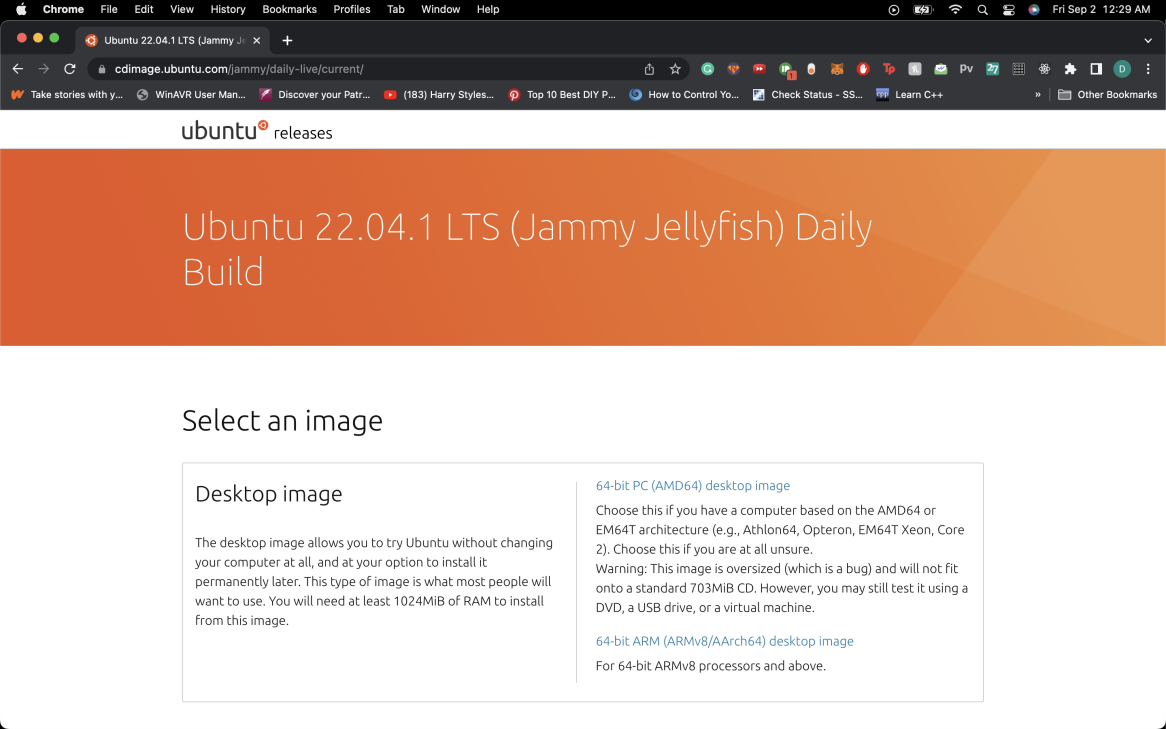 Chrome File Edit View History Bookmarks Profiles Tab Window Help Fri Sep 2 12:29 AM
Ubuntu 22.04.1 LTS (Jammy Je
cdimage.ubuntu.com/jammy/daily-live/current/
Take stories with y... WinAVR User Man... Discover your Patr... (183) Harry Styles... Top 10 Best DIY P... How to Control Yo... Check Status - SS... Learn C++ » Other Bookmarks
ubuntu releases
Ubuntu 22.04.1 LTS (Jammy Jellyfish) Daily
Build
Select an image
Desktop image
The desktop image allows you to try Ubuntu without changing
your computer at all, and at your option to install it
permanently later. This type of image is what most people will
want to use. You will need at least 1024MiB of RAM to install
from this image.
64-bit PC (AMD64) desktop image
Choose this if you have a computer based on the AMD64 or
EM64T architecture (e.g., Athlon64, Opteron, EM64T Xeon, Core
2). Choose this if you are at all unsure.
Warning: This image is oversized (which is a bug) and will not fit
onto a standard 703MiB CD. However, you may still test it using a
DVD, a USB drive, or a virtual machine.
64-bit ARM (ARMv8/AArch64) desktop image
For 64-bit ARMv8 processors and above.